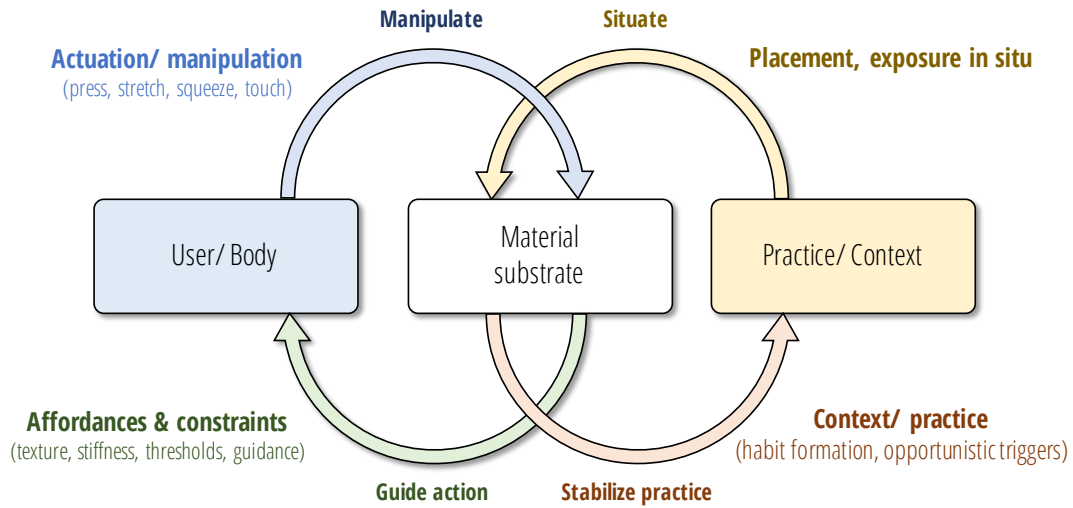 Manipulate
Situate
Actuation/ manipulation
(press, stretch, squeeze, touch)
Placement, exposure in situ
User/ Body
Material
substrate
Practice/ Context
Affordances & constraints
(texture, stiffness, thresholds, guidance)
Context/ practice
(habit formation, opportunistic triggers)
Guide action
Stabilize practice